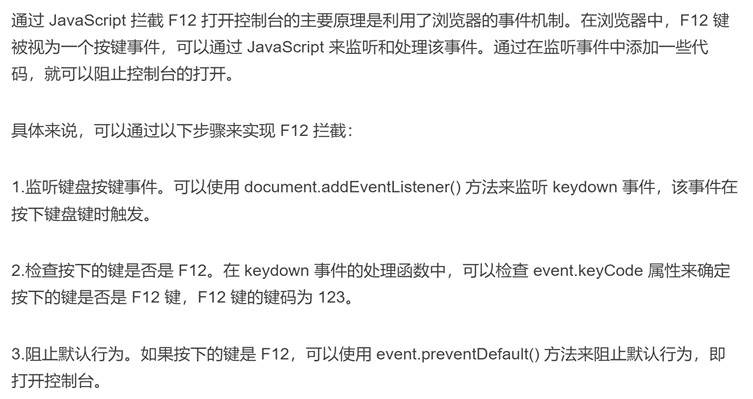 通过 JavaScript 拦截 F12 打开控制台的主要原理是利用了浏览器的事件机制。在浏览器中，F12 键
被视为一个按键事件，可以通过 JavaScript 来监听和处理该事件。通过在监听事件中添加一些代
码，就可以阻止控制台的打开。
具体来说，可以通过以下步骤来实现 F12 拦截：
1.监听键盘按键事件。可以使用 document.addEventListener() 方法来监听 keydown 事件，该事件在
按下键盘键时触发。
2.检查按下的键是否是 F12。在 keydown 事件的处理函数中，可以检查 event.keyCode 属性来确定
按下的键是否是 F12 键，F12 键的键码为 123。
3.阻止默认行为。如果按下的键是 F12，可以使用 event.preventDefault() 方法来阻止默认行为，即
打开控制台。